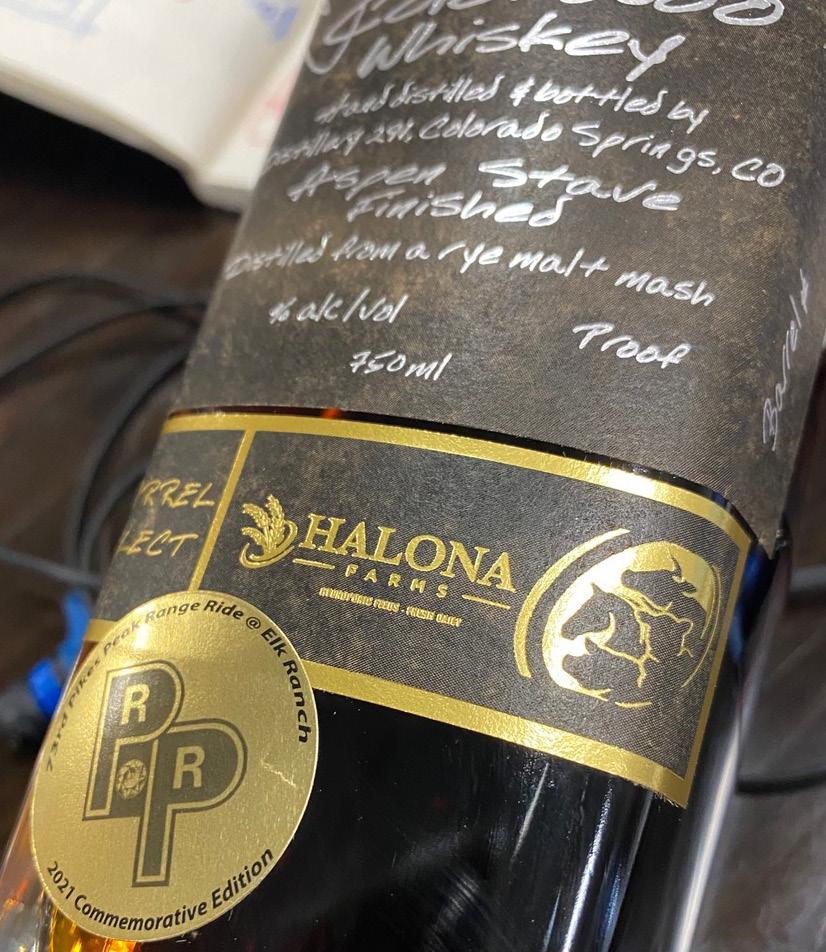 Whiskey
Hand distilled & bottled by
Distillery 291, Colorado Springs, CO
Aspen Stave
Finished
Distilled from a rye malt mash
% alc/vol
Proof
750ml
Barrel #
HALONA
FARMS
HYDROPONIC FEEDS - FRESH DAILY
73rd Pikes Peak Range Ride @ Elk Ranch
R
P
R
P
2021 Commemorative Edition